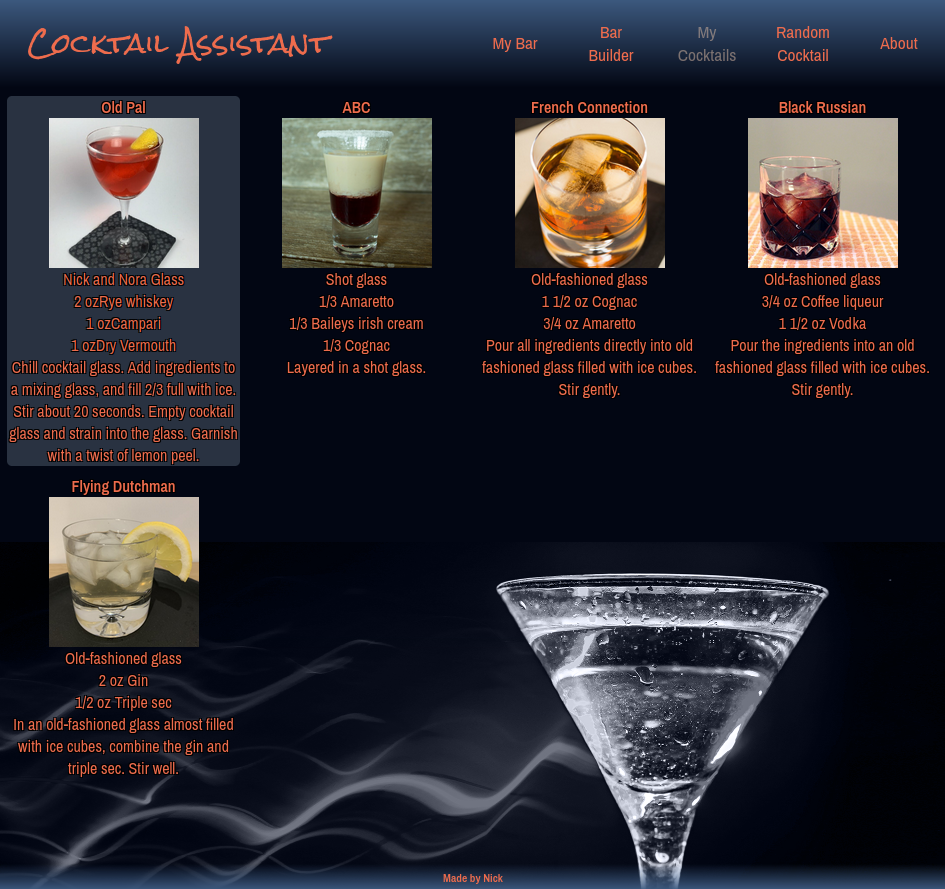 Cocktail Assistant
My Bar
Bar
Builder
My
Cocktails
Random
Cocktail
About
Old Pal
Nick and Nora Glass
2 ozRye whiskey
1 ozCampari
1 ozDry Vermouth
Chill cocktail glass. Add ingredients to
a mixing glass, and fill 2/3 full with ice.
Stir about 20 seconds. Empty cocktail
glass and strain into the glass. Garnish
with a twist of lemon peel.
ABC
Shot glass
1/3 Amaretto
1/3 Baileys irish cream
1/3 Cognac
Layered in a shot glass.
French Connection
Old-fashioned glass
1 1/2 oz Cognac
3/4 oz Amaretto
Pour all ingredients directly into old
fashioned glass filled with ice cubes.
Stir gently.
Black Russian
Old-fashioned glass
3/4 oz Coffee liqueur
1 1/2 oz Vodka
Pour the ingredients into an old
fashioned glass filled with ice cubes.
Stir gently.
Flying Dutchman
Old-fashioned glass
2 oz Gin
1/2 oz Triple sec
In an old-fashioned glass almost filled
with ice cubes, combine the gin and
triple sec. Stir well.
Made by Nick